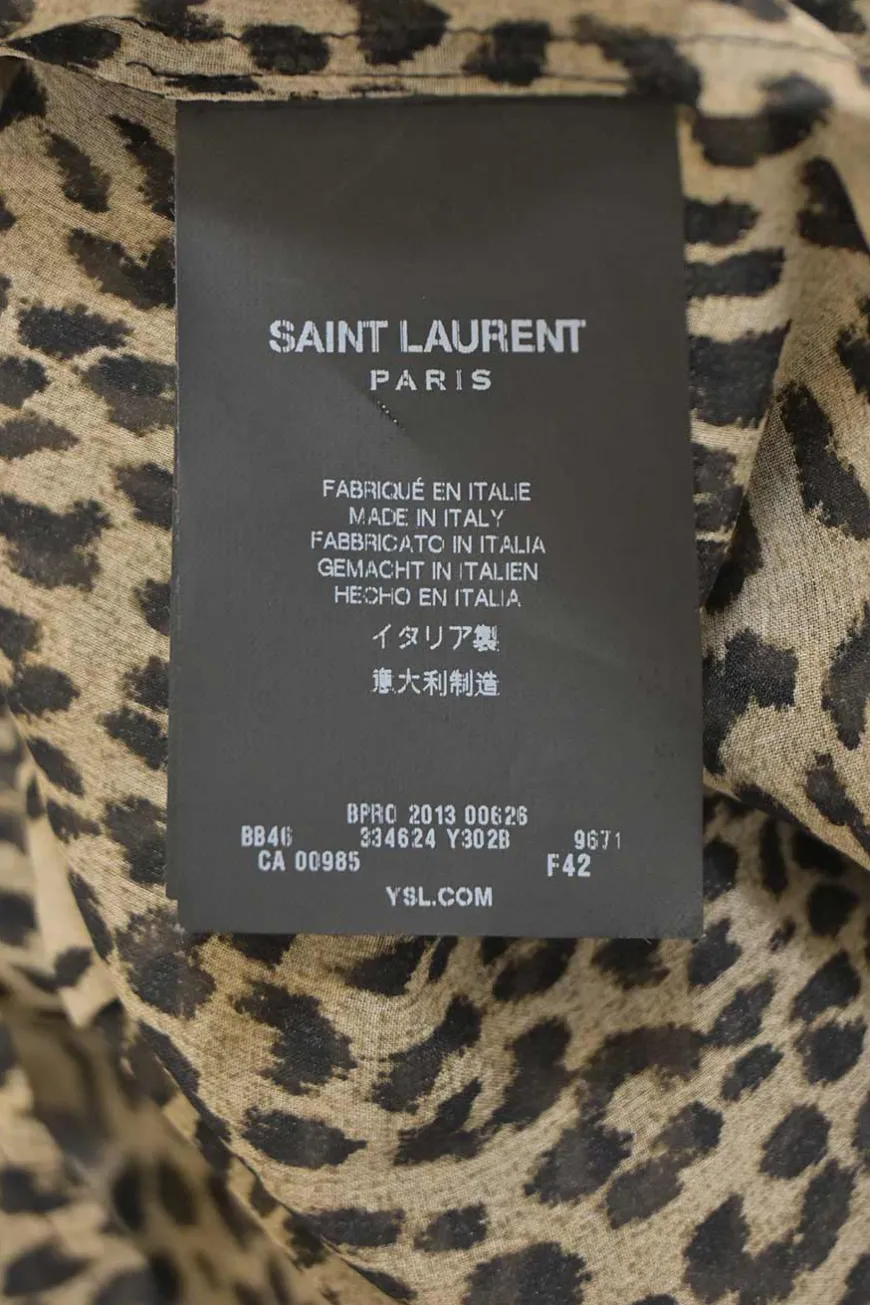 SAINT LAURENT
PARIS
FABRIQUÉ EN ITALIE
MADE IN ITALY
FABBRICATO IN ITALIA
GEMACHT IN ITALIEN
HECHO EN ITALIA
イタリア製
意大利制造
BPRO 2013 00626
BB46 334624 Y302B 9671
CA 00985 F42
YSL.COM